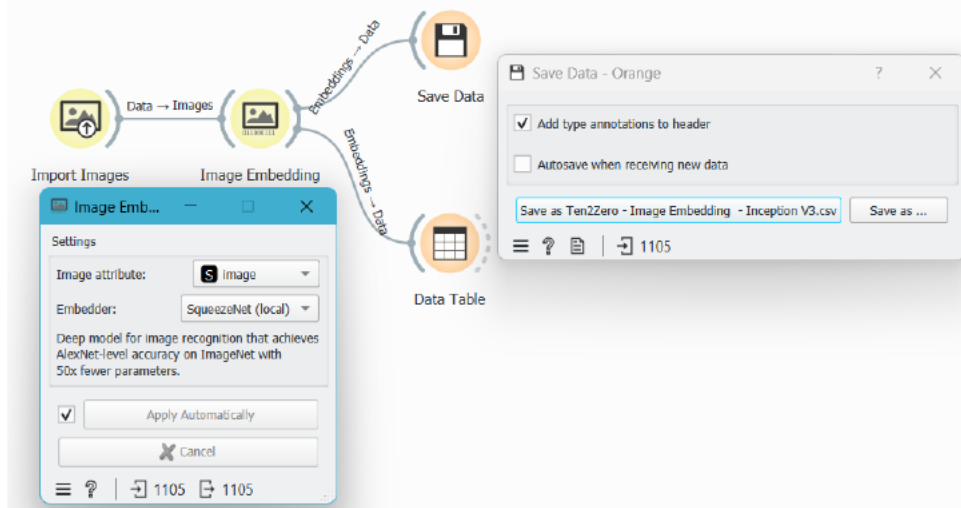 Embeddings → Data
Save Data
Data → Images
Import Images
Image Embedding
Embeddings → Data
Data Table
Save Data - Orange
? ×
Add type annotations to header
Autosave when receiving new data
Save as Ten2Zero - Image Embedding - Inception V3.csv
Save as ...
? 1105
Image Emb...
Settings
Image attribute:
S image
Embedder:
SqueezeNet (local)
Deep model for image recognition that achieves
AlexNet-level accuracy on ImageNet with
50x fewer parameters.
Apply Automatically
Cancel
? 1105 1105